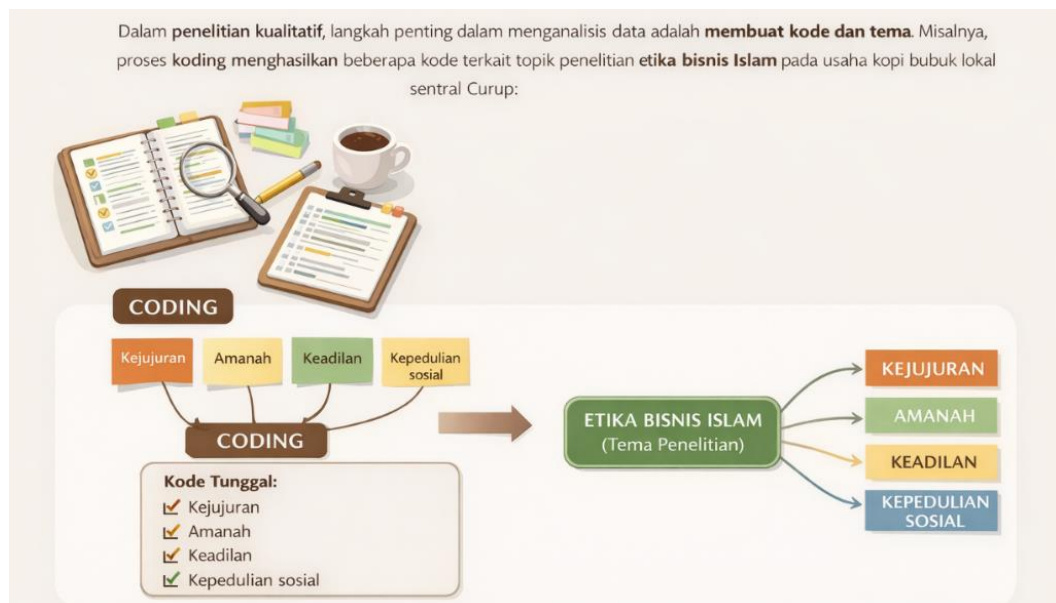 Dalam penelitian kualitatif, langkah penting dalam menganalisis data adalah membuat kode dan tema. Misalnya,
proses koding menghasilkan beberapa kode terkait topik penelitian etika bisnis Islam pada usaha kopi bubuk lokal
sentral Curup:
CODING
Kejujuran
Amanah
Keadilan
Kepedulian
sosial
CODING
Kode Tunggal:
Kejujuran
Amanah
Keadilan
Kepedulian sosial
ETIKA BISNIS ISLAM
(Tema Penelitian)
KEJUJURAN
AMANAH
KEADILAN
KEPEDULIAN
SOSIAL